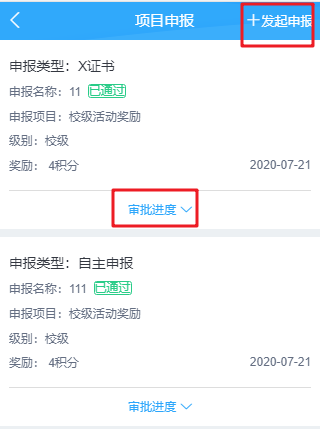 项目申报
+发起申报
申报类型：X证书
申报名称：11 已通过
申报项目：校级活动奖励
级别：校级
奖励：4积分 2020-07-21
审批进度
申报类型：自主申报
申报名称：111 已通过
申报项目：校级活动奖励
级别：校级
奖励：4积分 2020-07-21
审批进度